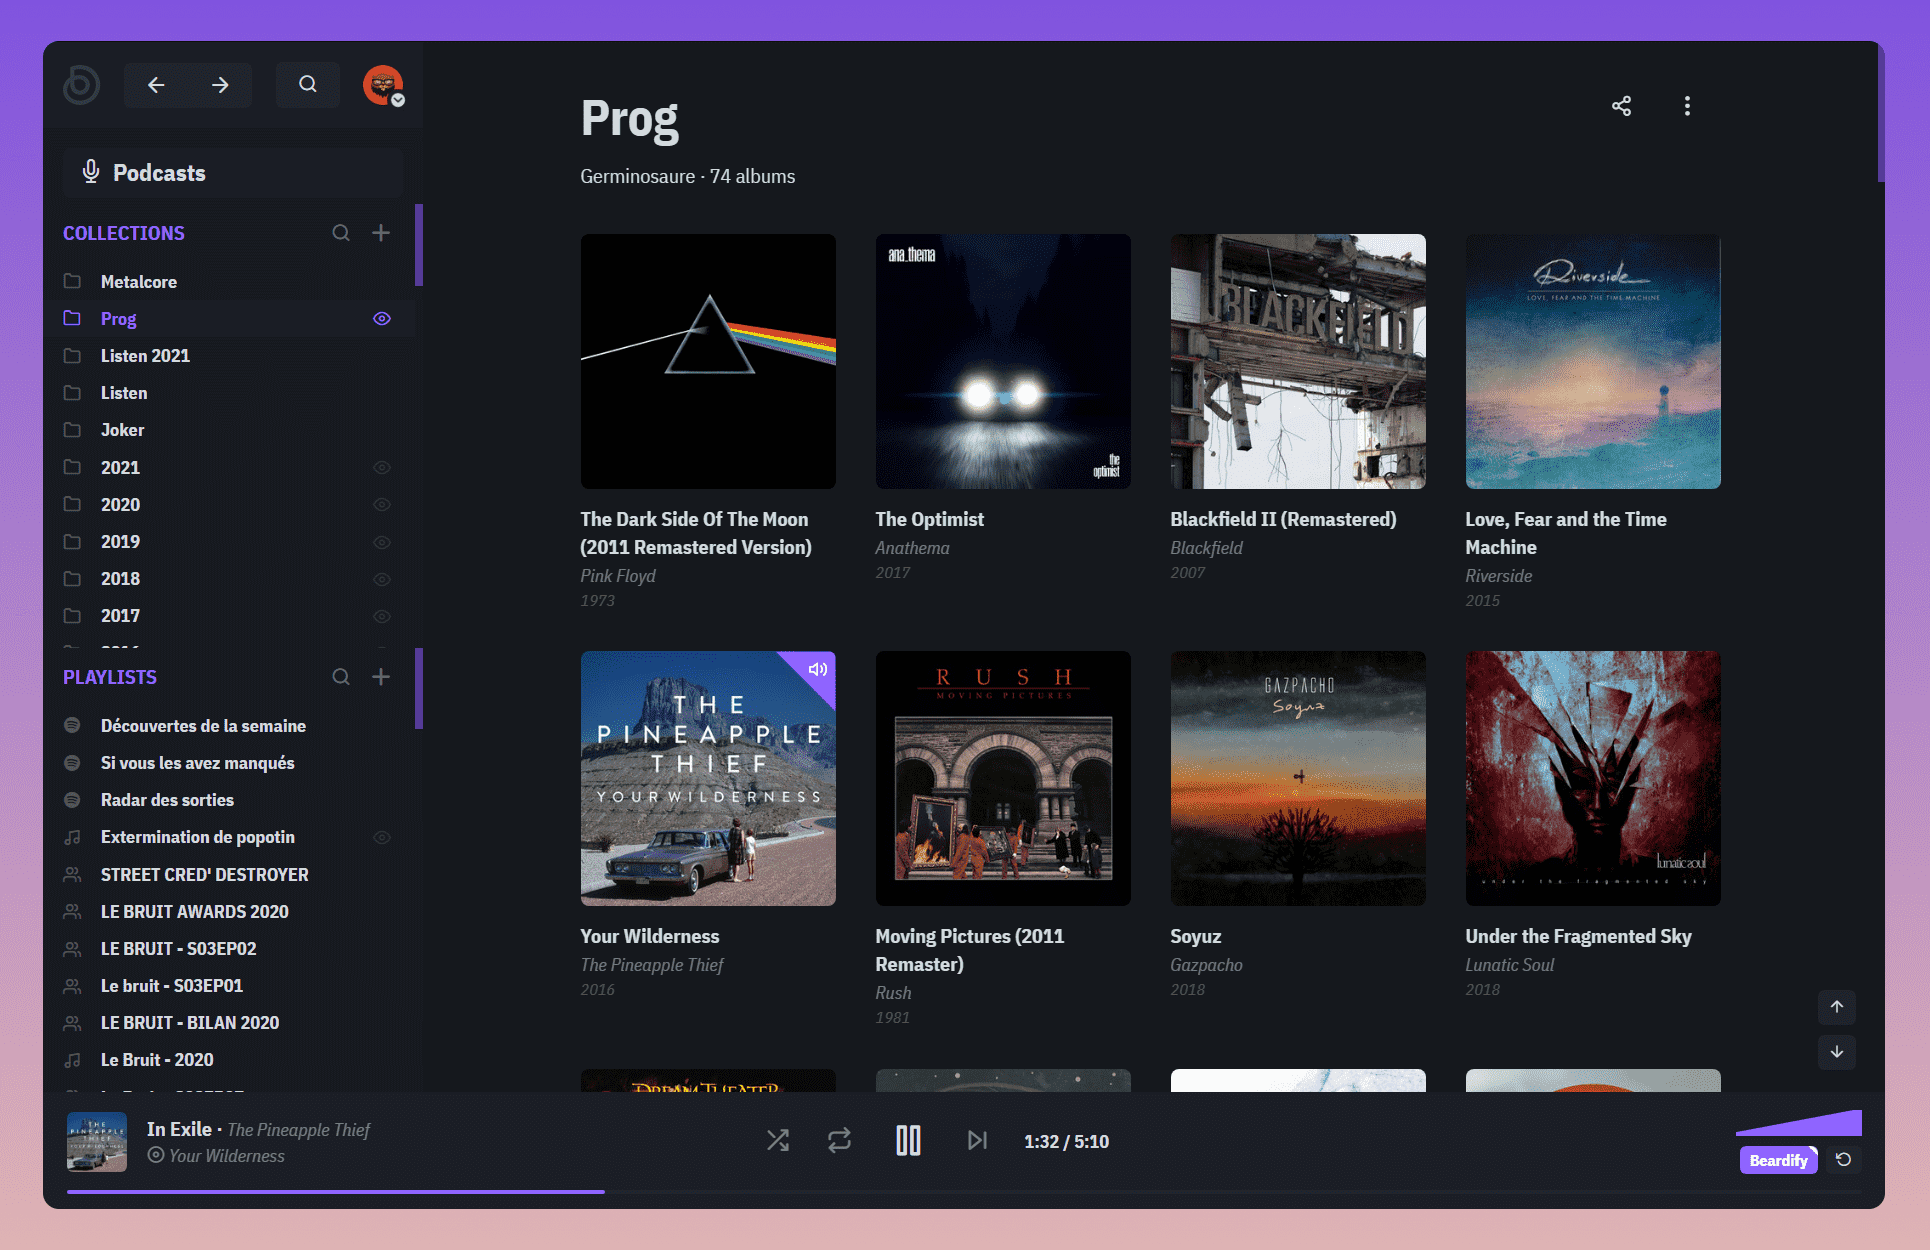 Podcasts
COLLECTIONS
Metalcore
Prog
Listen 2021
Listen
Joker
2021
2020
2019
2018
2017
PLAYLISTS
Découvertes de la semaine
Si vous les avez manqués
Radar des sorties
Extermination de popotin
STREET CRED' DESTROYER
LE BRUIT AWARDS 2020
LE BRUIT - S03EP02
Le bruit - S03EP01
LE BRUIT - BILAN 2020
Le Bruit - 2020
Prog
Germinosaure · 74 albums
ana_thema
the
optimist
BLACKFIELD
Riverside
LOVE, FEAR AND THE TIME MACHINE
The Dark Side Of The Moon
(2011 Remastered Version)
Pink Floyd
1973
The Optimist
Anathema
2017
Blackfield II (Remastered)
Blackfield
2007
Love, Fear and the Time
Machine
Riverside
2015
THE
PINEAPPLE
THIEF
YOUR WILDERNESS
RUSH
MOVING PICTURES
GAZPACHO
Soyuz
lunatic soul
under the fragmented sky
Your Wilderness
The Pineapple Thief
2016
Moving Pictures (2011
Remaster)
Rush
1981
Soyuz
Gazpacho
2018
Under the Fragmented Sky
Lunatic Soul
2018
DREAM THEATER
THE
PINEAPPLE
THIEF
YOUR WILDERNESS
In Exile · The Pineapple Thief
Your Wilderness
1:32 / 5:10
Beardify